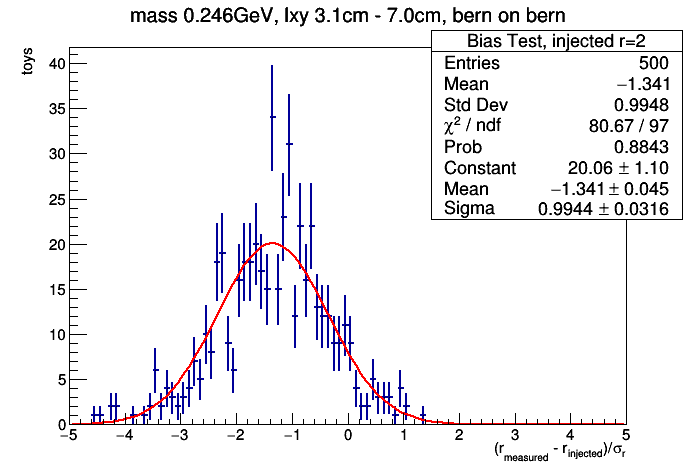 mass 0.246GeV, lxy 3.1cm - 7.0cm, bern on bern
toys
Bias Test, injected r=2
Entries 500
Mean −1.341
Std Dev 0.9948
χ² / ndf 80.67 / 97
Prob 0.8843
Constant 20.06 ± 1.10
Mean −1.341 ± 0.045
Sigma 0.9944 ± 0.0316
40
35
30
25
20
15
10
5
0
−5 −4 −3 −2 −1 0 1 2 3 4 5
(r_measured - r_injected)/σ_r